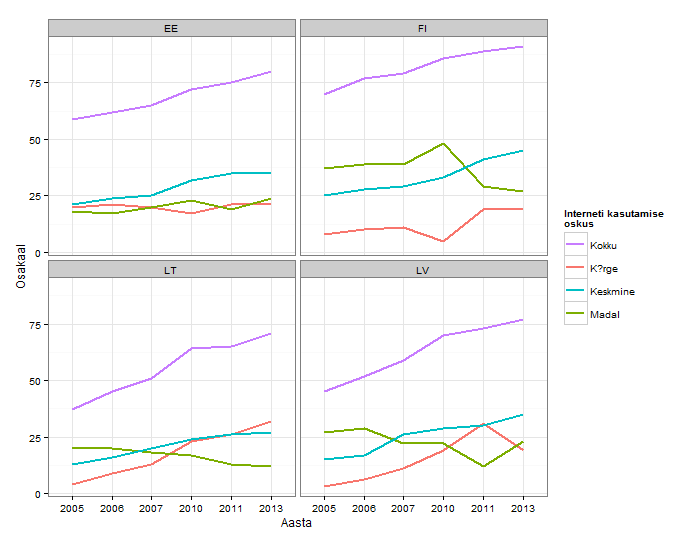 EE
FI
75
50
25
0
LT
LV
75
50
25
0
2005 2006 2007 2010 2011 2013
2005 2006 2007 2010 2011 2013
Osakaal
Aasta
Interneti kasutamise
oskus
Kokku
K?rge
Keskmine
Madal